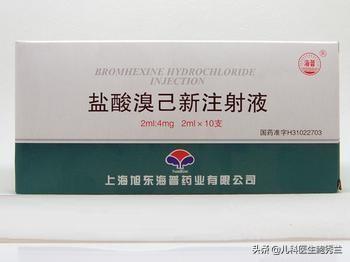 BROMHEXINE HYDROCHLORIDE
INJECTION
海普
®
盐酸溴己新注射液
2ml:4mg 2ml×10支
国药准字H31022703
上海旭东海普药业有限公司
头条 @儿科医生鲍秀兰